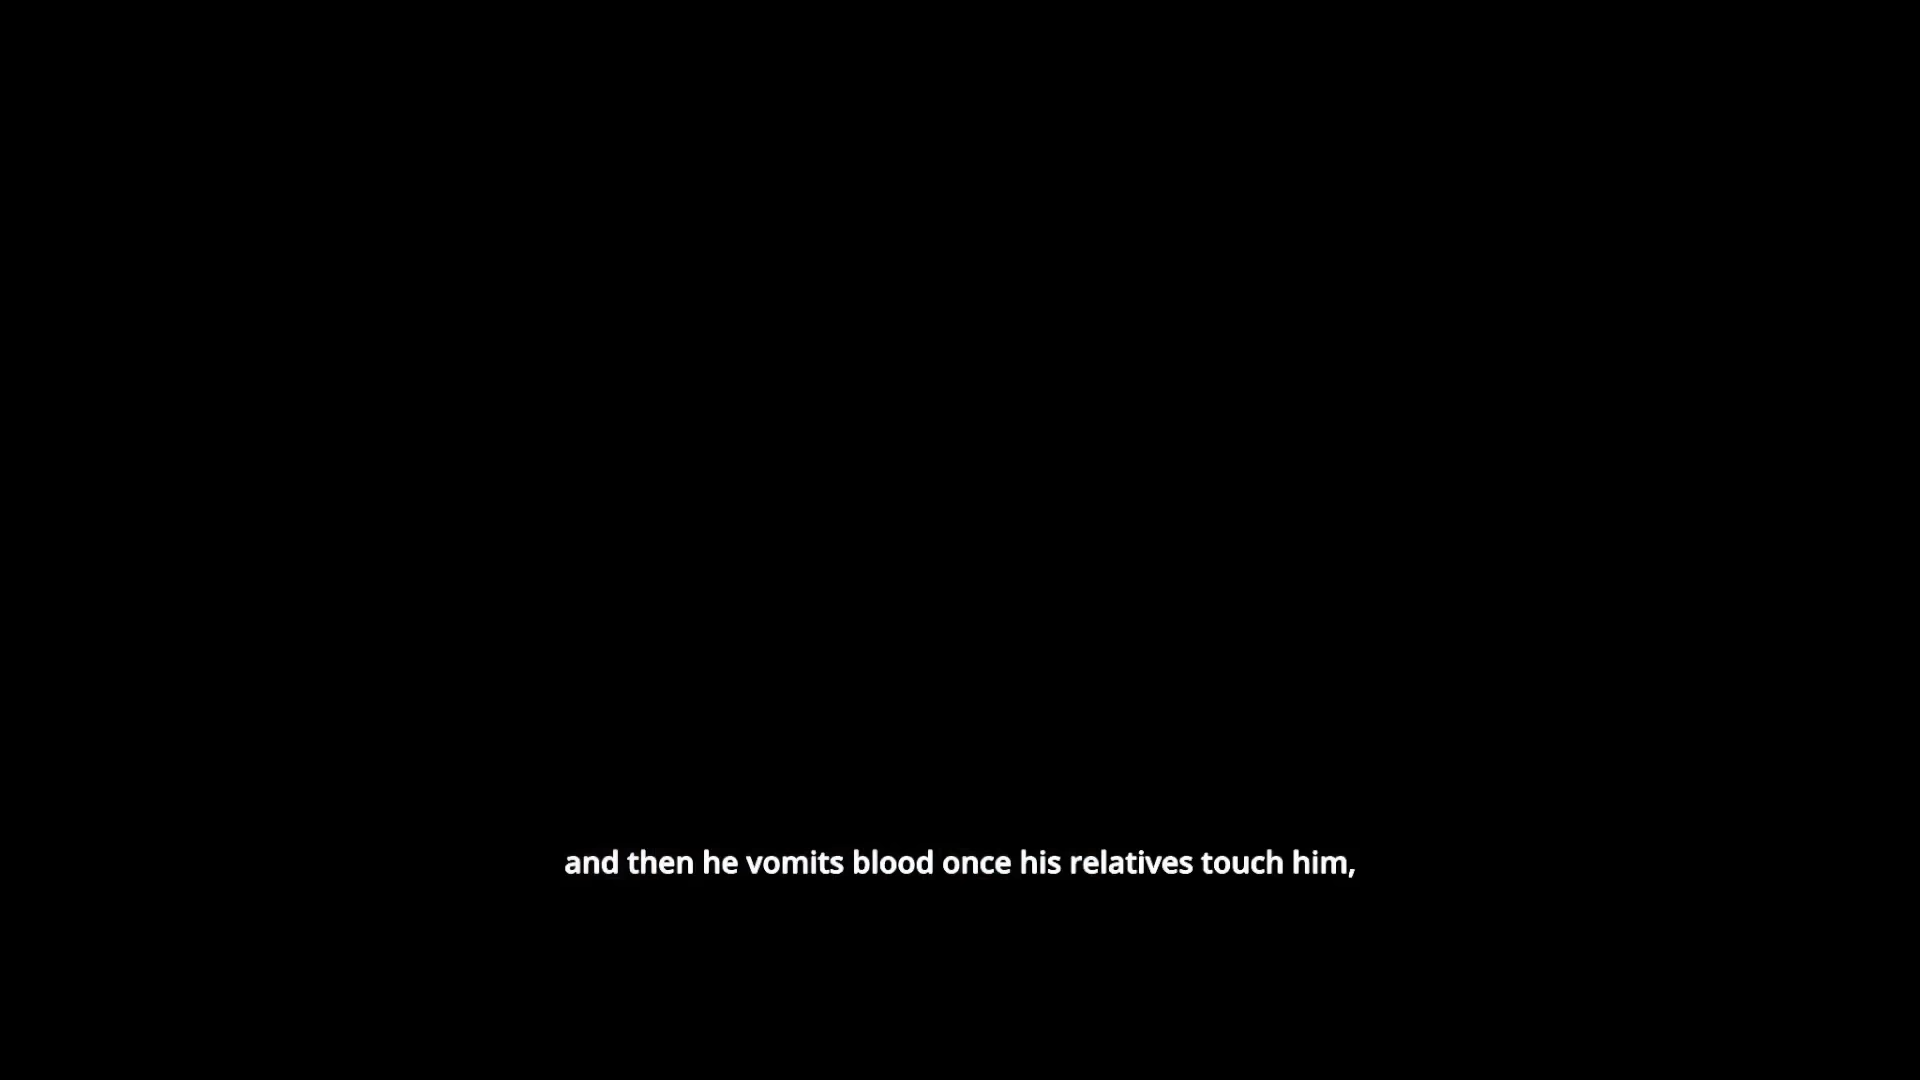 and then he vomits blood once his relatives touch him,